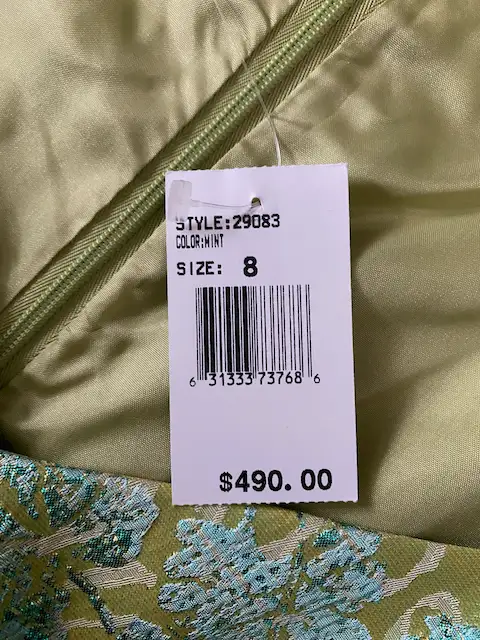 STYLE:29083
COLOR:MINT
SIZE: 8
6 31333 73768 6
$490.00